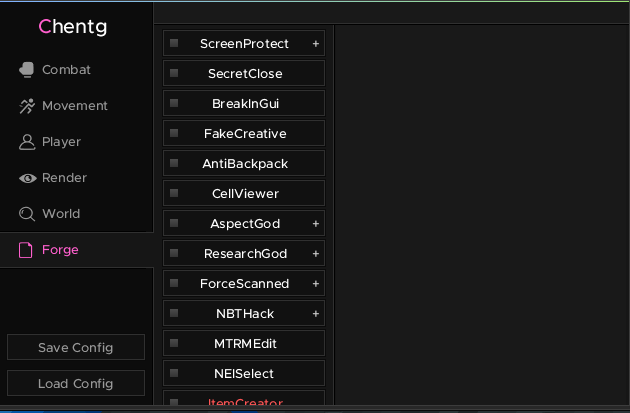 Chentg
Combat
Movement
Player
Render
World
Forge
Save Config
Load Config
ScreenProtect +
SecretClose
BreakInGui
FakeCreative
AntiBackpack
CellViewer
AspectGod +
ResearchGod +
ForceScanned +
NBTHack +
MTRMEdit
NEISelect
ItemCreator